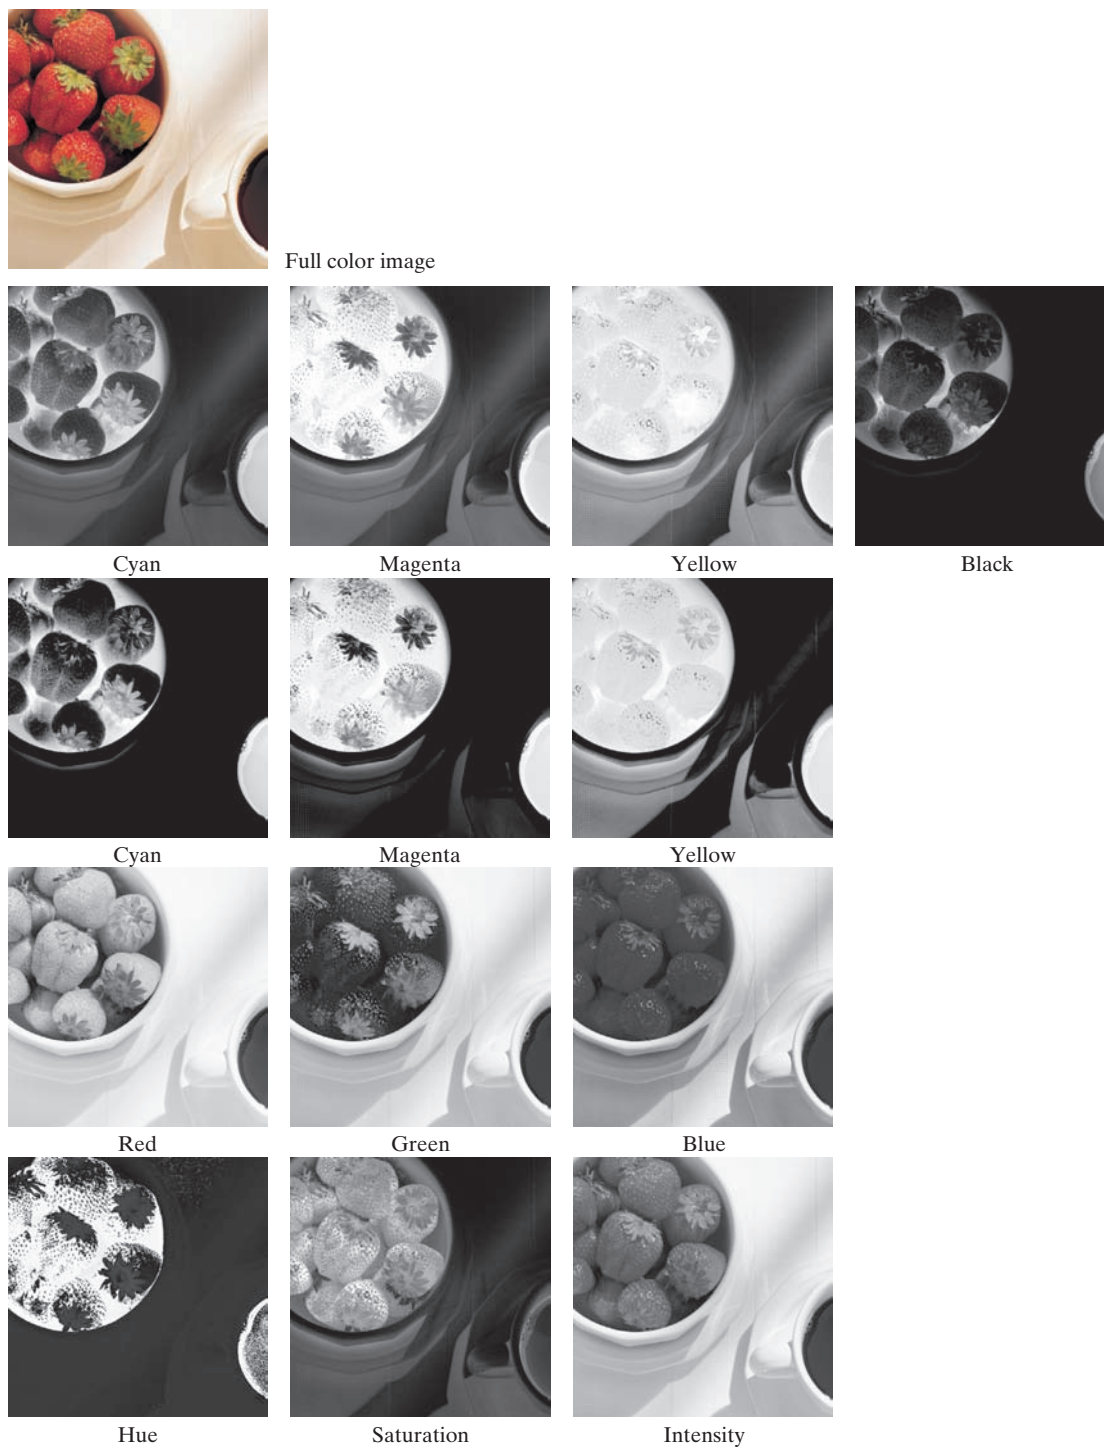 Full color image
Cyan Magenta Yellow Black
Cyan Magenta Yellow
Red Green Blue
Hue Saturation Intensity